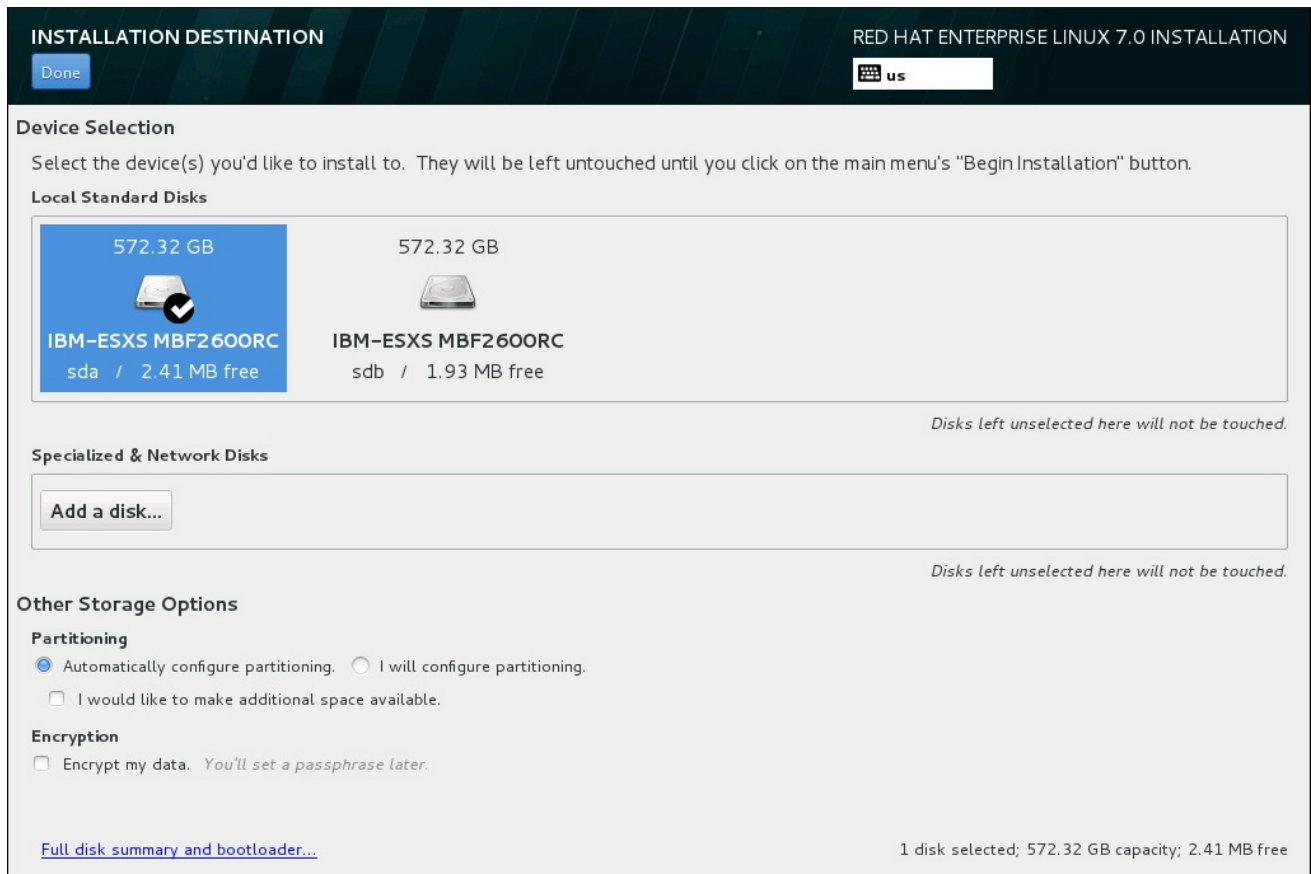 INSTALLATION DESTINATION
RED HAT ENTERPRISE LINUX 7.0 INSTALLATION
Done
us
Device Selection
Select the device(s) you'd like to install to. They will be left untouched until you click on the main menu's "Begin Installation" button.
Local Standard Disks
572.32 GB
IBM-ESXS MBF2600RC
sda / 2.41 MB free
572.32 GB
IBM-ESXS MBF2600RC
sdb / 1.93 MB free
Disks left unselected here will not be touched.
Specialized & Network Disks
Add a disk...
Disks left unselected here will not be touched.
Other Storage Options
Partitioning
Automatically configure partitioning. I will configure partitioning.
I would like to make additional space available.
Encryption
Encrypt my data. You'll set a passphrase later.
Full disk summary and bootloader...
1 disk selected; 572.32 GB capacity; 2.41 MB free